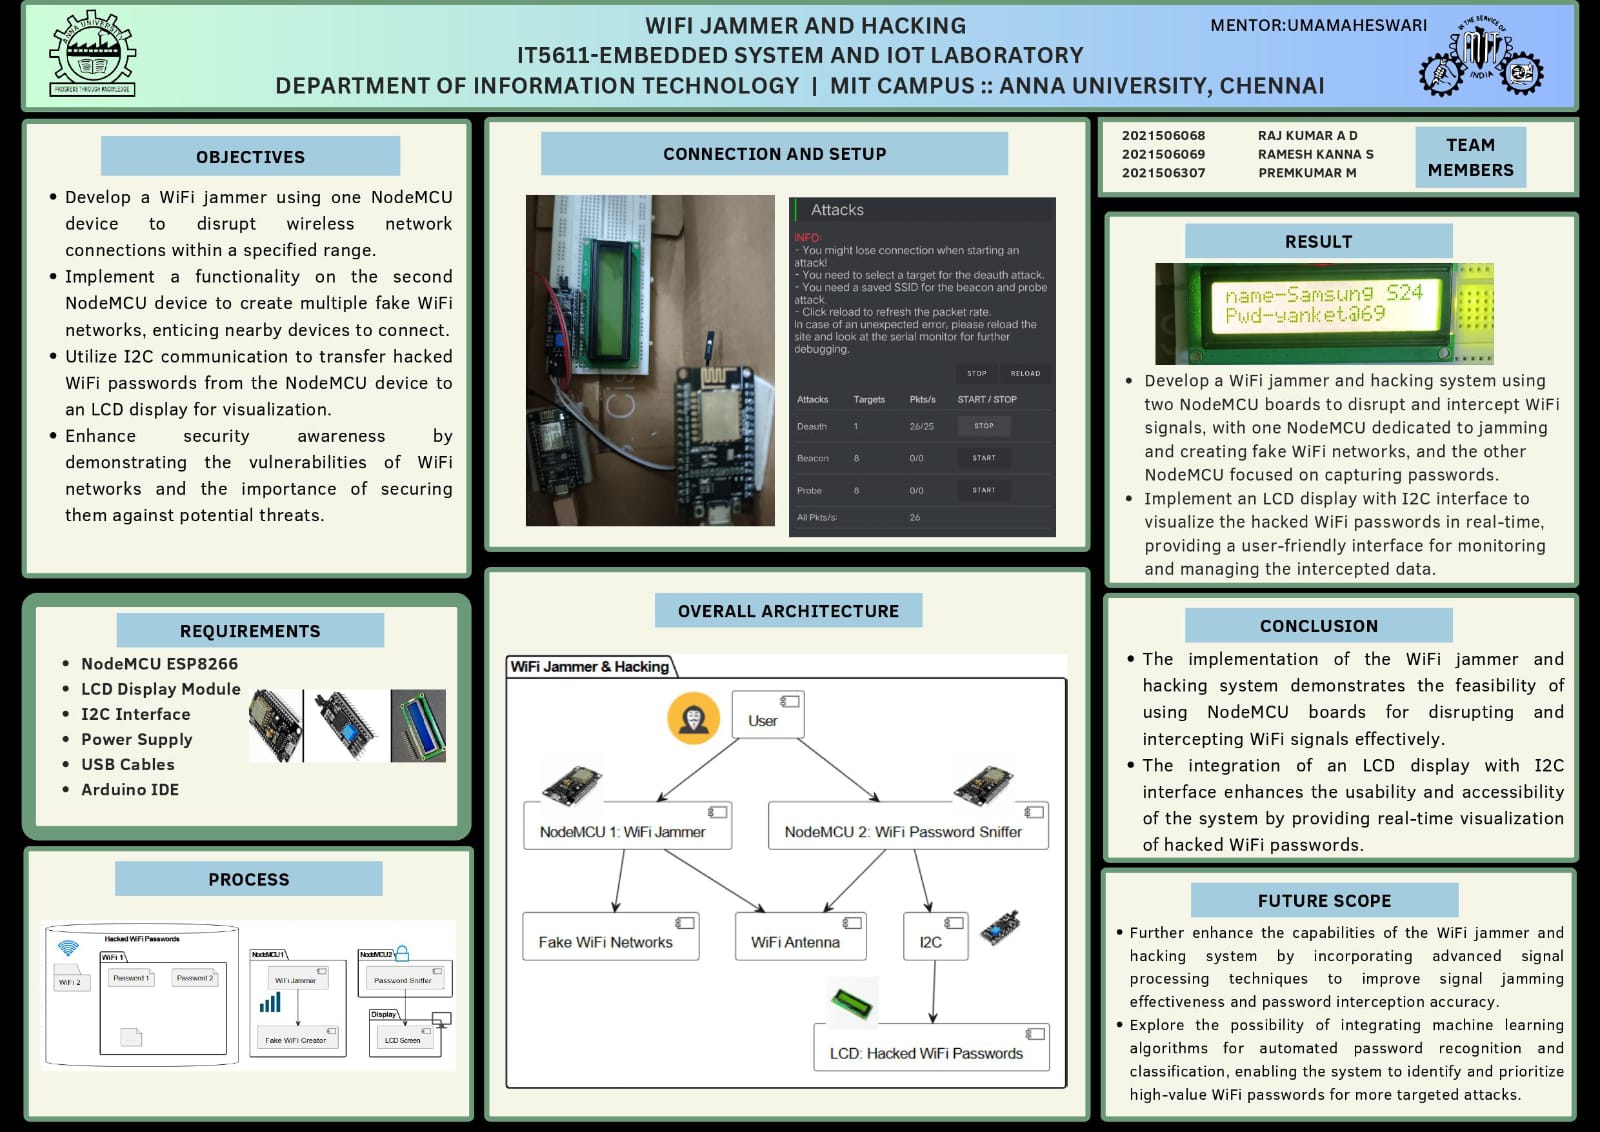 WIFI JAMMER AND HACKING
IT5611-EMBEDDED SYSTEM AND IOT LABORATORY
DEPARTMENT OF INFORMATION TECHNOLOGY | MIT CAMPUS :: ANNA UNIVERSITY, CHENNAI
MENTOR:UMAMAHESWARI
ANNA UNIVERSITY
PROGRESS THROUGH KNOWLEDGE
IN THE SERVICE OF
MIT
INDIA
OBJECTIVES
• Develop a WiFi jammer using one NodeMCU
device to disrupt wireless network
connections within a specified range.
• Implement a functionality on the second
NodeMCU device to create multiple fake WiFi
networks, enticing nearby devices to connect.
• Utilize I2C communication to transfer hacked
WiFi passwords from the NodeMCU device to
an LCD display for visualization.
• Enhance security awareness by
demonstrating the vulnerabilities of WiFi
networks and the importance of securing
them against potential threats.
REQUIREMENTS
• NodeMCU ESP8266
• LCD Display Module
• I2C Interface
• Power Supply
• USB Cables
• Arduino IDE
PROCESS
Hacked WiFi Passwords
WiFi 1
WiFi 2
Password 1
Password 2
NodeMCU1
WiFi Jammer
Fake WiFi Creator
NodeMCU2
Password Sniffer
Display
LCD Screen
CONNECTION AND SETUP
Attacks
INFO:
- You might lose connection when starting an
attack!
- You need to select a target for the deauth attack.
- You need a saved SSID for the beacon and probe
attack.
- Click reload to refresh the packet rate.
In case of an unexpected error, please reload the
site and look at the serial monitor for further
debugging.
STOP RELOAD
Attacks Targets Pkts/s START / STOP
Deauth 1 26/25 STOP
Beacon 8 0/0 START
Probe 8 0/0 START
All Pkts/s: 26
OVERALL ARCHITECTURE
WiFi Jammer & Hacking
User
NodeMCU 1: WiFi Jammer
NodeMCU 2: WiFi Password Sniffer
Fake WiFi Networks
WiFi Antenna
I2C
LCD: Hacked WiFi Passwords
2021506068 RAJ KUMAR A D
2021506069 RAMESH KANNA S
2021506307 PREMKUMAR M
TEAM
MEMBERS
RESULT
name-Samsung S24
Pwd-yanket@69
• Develop a WiFi jammer and hacking system using
two NodeMCU boards to disrupt and intercept WiFi
signals, with one NodeMCU dedicated to jamming
and creating fake WiFi networks, and the other
NodeMCU focused on capturing passwords.
• Implement an LCD display with I2C interface to
visualize the hacked WiFi passwords in real-time,
providing a user-friendly interface for monitoring
and managing the intercepted data.
CONCLUSION
• The implementation of the WiFi jammer and
hacking system demonstrates the feasibility of
using NodeMCU boards for disrupting and
intercepting WiFi signals effectively.
• The integration of an LCD display with I2C
interface enhances the usability and accessibility
of the system by providing real-time visualization
of hacked WiFi passwords.
FUTURE SCOPE
• Further enhance the capabilities of the WiFi jammer and
hacking system by incorporating advanced signal
processing techniques to improve signal jamming
effectiveness and password interception accuracy.
• Explore the possibility of integrating machine learning
algorithms for automated password recognition and
classification, enabling the system to identify and prioritize
high-value WiFi passwords for more targeted attacks.